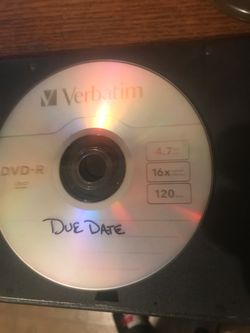 Verbatim
DVD-R
4.7
16x
120
DUE DATE